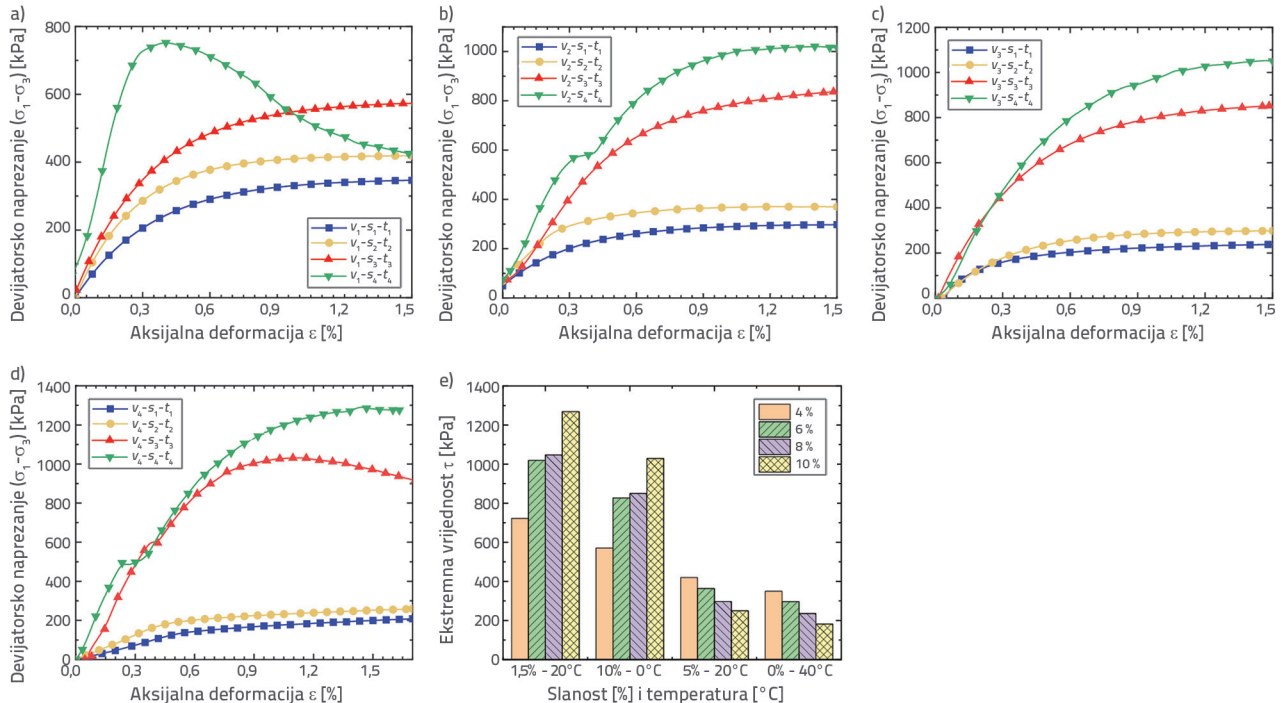 a)
Devijatorsko naprezanje (σ1-σ3) [kPa]
800
600
400
200
0
0,0 0,3 0,6 0,9 1,2 1,5
Aksijalna deformacija ε [%]
v1-s1-t1
v1-s2-t2
v1-s3-t3
v1-s4-t4
b)
Devijatorsko naprezanje (σ1-σ3) [kPa]
1000
800
600
400
200
0
0,0 0,3 0,6 0,9 1,2 1,5
Aksijalna deformacija ε [%]
v2-s1-t1
v2-s2-t2
v2-s3-t3
v2-s4-t4
c)
Devijatorsko naprezanje (σ1-σ3) [kPa]
1200
1000
800
600
400
200
0
0,0 0,3 0,6 0,9 1,2 1,5
Aksijalna deformacija ε [%]
v3-s1-t1
v3-s2-t2
v3-s3-t3
v3-s4-t4
d)
Devijatorsko naprezanje (σ1-σ3) [kPa]
1400
1200
1000
800
600
400
200
0
0,0 0,3 0,6 0,9 1,2 1,5
Aksijalna deformacija ε [%]
v4-s1-t1
v4-s2-t2
v4-s3-t3
v4-s4-t4
e)
Ekstremna vrijednost τ [kPa]
1400
1200
1000
800
600
400
200
0
1,5% - 20°C 10% - 0°C 5% - 20°C 0% - 40°C
Slanost [%] i temperatura [°C]
4 %
6 %
8 %
10 %